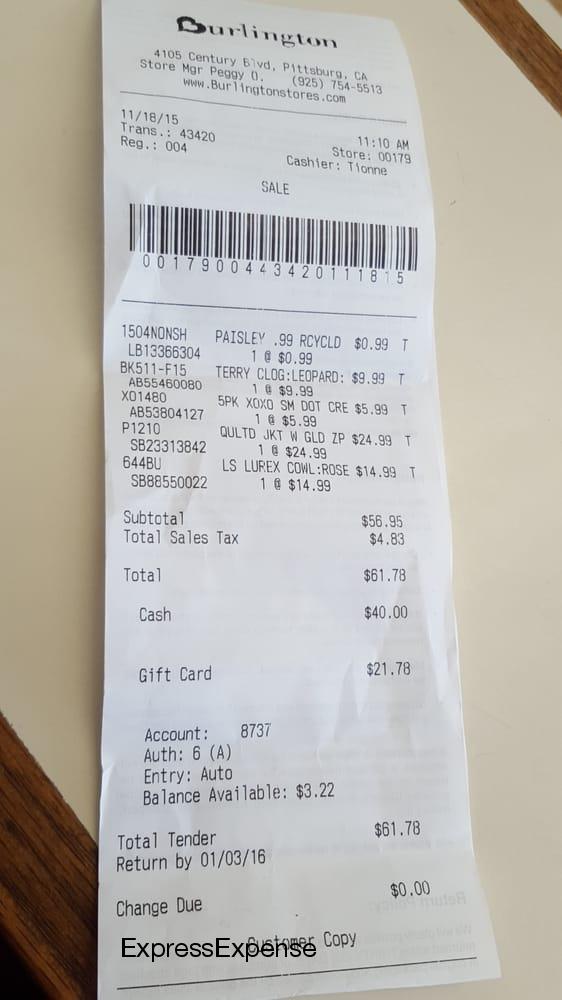 Burlington
4105 Century Blvd, Pittsburg, CA
Store Mgr Peggy O. (925) 754-5513
www.Burlingtonstores.com
11/18/15 11:10 AM
Trans.: 43420 Store: 00179
Reg.: 004 Cashier: Tionne
SALE
0017900443420111815
1504NONSH PAISLEY .99 RCYCLD $0.99 T
LB13366304 1 @ $0.99
BK511-F15 TERRY CLOG:LEOPARD: $9.99 T
AB55460080 1 @ $9.99
XO1480 5PK XOXO SM DOT CRE $5.99 T
AB53804127 1 @ $5.99
P1210 QULTD JKT W GLD ZP $24.99 T
SB23313842 1 @ $24.99
644BU LS LUREX COWL:ROSE $14.99 T
SB88550022 1 @ $14.99
Subtotal $56.95
Total Sales Tax $4.83
Total $61.78
Cash $40.00
Gift Card $21.78
Account: 8737
Auth: 6 (A)
Entry: Auto
Balance Available: $3.22
Total Tender $61.78
Return by 01/03/16
Change Due $0.00
Customer Copy
ExpressExpense